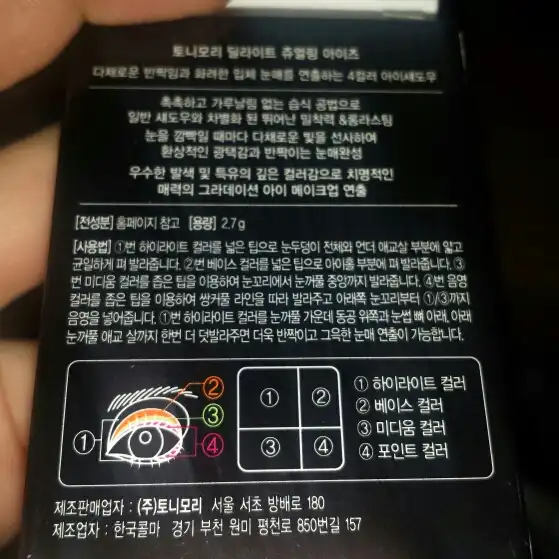 토니모리 딜라이트 쥬얼링 아이즈
다채로운 반짝임과 화려한 입체 눈매를 연출하는 4컬러 아이섀도우
촉촉하고 가루날림 없는 습식 공법으로
일반 섀도우와 차별화 된 뛰어난 밀착력 &롱라스팅
눈을 깜빡일 때마다 다채로운 빛을 선사하여
환상적인 광택감과 반짝이는 눈매완성
우수한 발색 및 특유의 깊은 컬러감으로 치명적인
매력의 그라데이션 아이 메이크업 연출
[전성분] 홈페이지 참고 [용량] 2.7g
[사용법] ①번 하이라이트 컬러를 넓은 팁으로 눈두덩이 전체와 언더 애교살 부분에 얇고
균일하게 펴 발라줍니다. ②번 베이스 컬러를 넓은 팁으로 아이홀 부분에 펴 발라줍니다. ③
번 미디움 컬러를 좁은 팁을 이용하여 눈꼬리에서 눈꺼풀 중앙까지 발라줍니다. ④번 음영
컬러를 좁은 팁을 이용하여 쌍커풀 라인을 따라 발라주고 아래쪽 눈꼬리부터 ①/③까지
음영을 넣어줍니다. ①번 하이라이트 컬러를 눈꺼풀 가운데 동공 위쪽과 눈썹 뼈 아래, 아래
눈꺼풀 애교 살까지 한번 더 덧발라주면 더욱 반짝이고 그윽한 눈매 연출이 가능합니다.
① ② ③ ④
① ②
③ ④
① 하이라이트 컬러
② 베이스 컬러
③ 미디움 컬러
④ 포인트 컬러
제조판매업자 : (주)토니모리 서울 서초 방배로 180
제조업자 : 한국콜마 경기 부천 원미 평천로 850번길 157